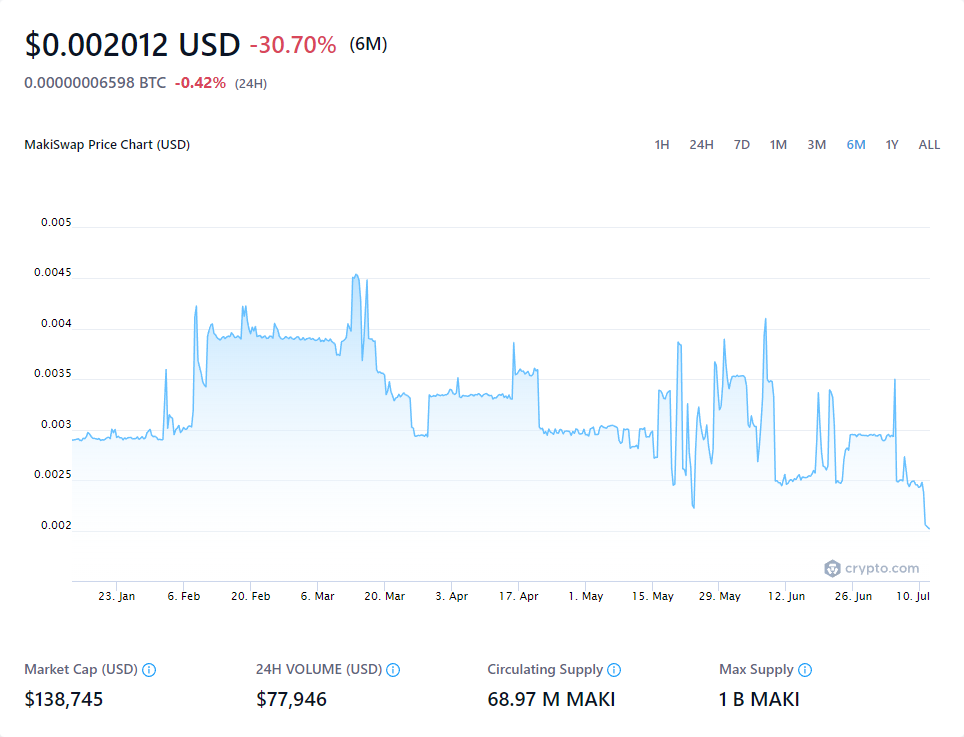 $0.002012 USD -30.70% (6M)
0.00000006598 BTC -0.42% (24H)
MakiSwap Price Chart (USD) 1H 24H 7D 1M 3M 6M 1Y ALL
0.005
0.0045
0.004
0.0035
0.003
0.0025
0.002
crypto.com
23. Jan 6. Feb 20. Feb 6. Mar 20. Mar 3. Apr 17. Apr 1. May 15. May 29. May 12. Jun 26. Jun 10. Jul
Market Cap (USD) 24H VOLUME (USD) Circulating Supply Max Supply
$138,745 $77,946 68.97 M MAKI 1 B MAKI